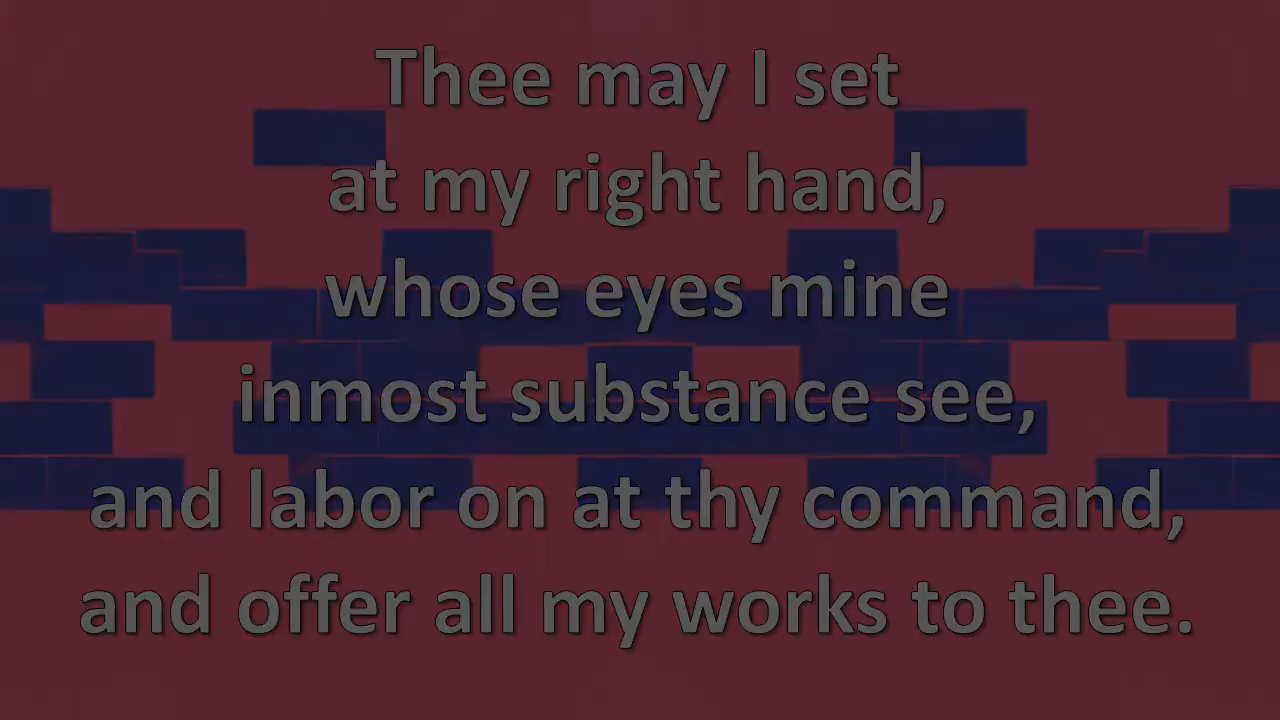 Thee may I set
at my right hand,
whose eyes mine
inmost substance see,
and labor on at thy command,
and offer all my works to thee.